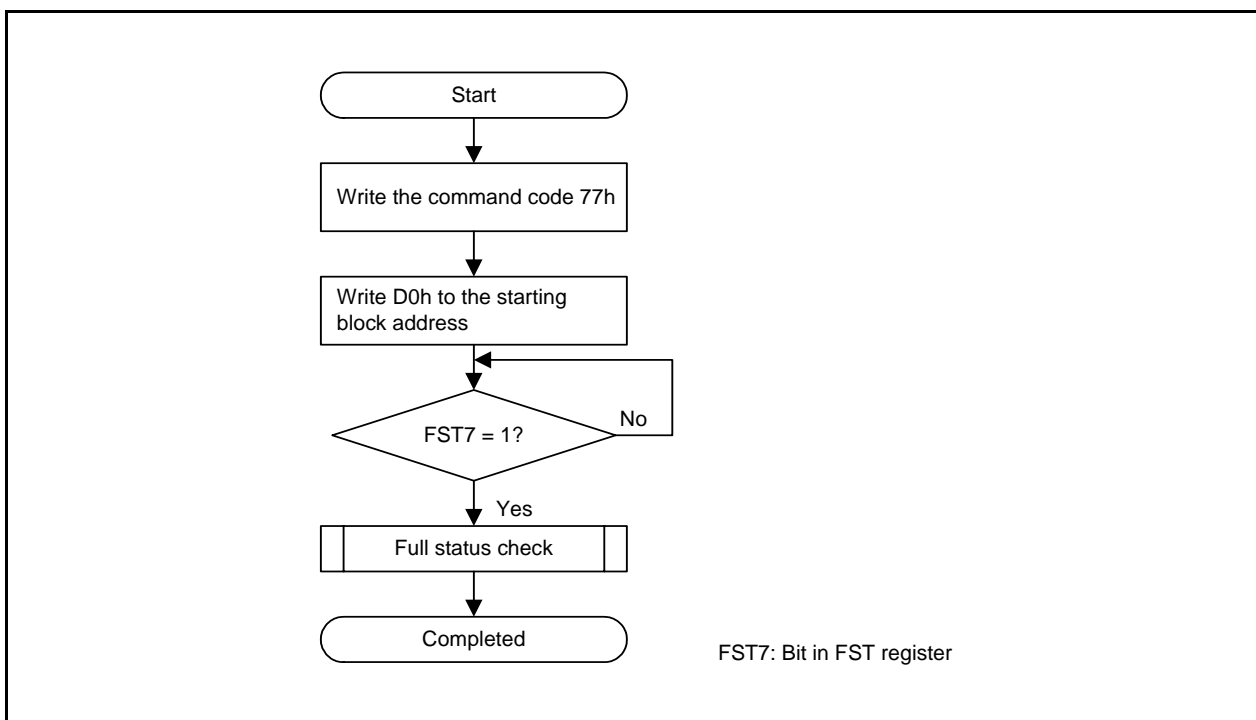 Start
Write the command code 77h
Write D0h to the starting
block address
FST7 = 1?
No
Yes
Full status check
Completed
FST7: Bit in FST register